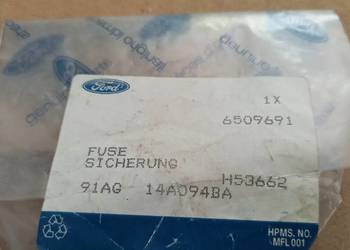 Ford
1X
6509691
FUSE
SICHERUNG
H53662
91AG 14A094BA
HPMS. NO.
MFL001